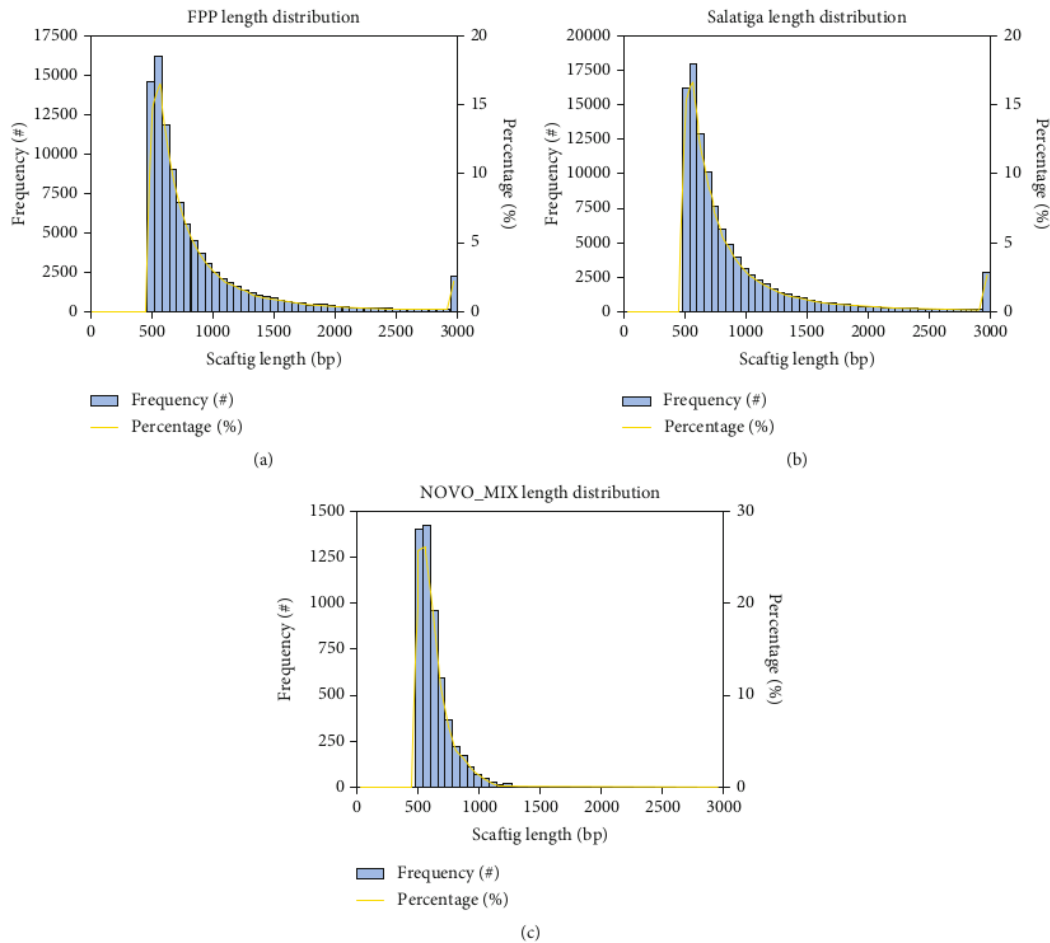 FPP length distribution
17500
15000
12500
10000
7500
5000
2500
0
Frequency (#)
20
15
10
5
0
Percentage (%)
0 500 1000 1500 2000 2500 3000
Scaftig length (bp)
Frequency (#)
Percentage (%)
(a)
Salatiga length distribution
20000
17500
15000
12500
10000
7500
5000
2500
0
Frequency (#)
20
15
10
5
0
Percentage (%)
0 500 1000 1500 2000 2500 3000
Scaftig length (bp)
Frequency (#)
Percentage (%)
(b)
NOVO_MIX length distribution
1500
1250
1000
750
500
250
0
Frequency (#)
30
20
10
0
Percentage (%)
0 500 1000 1500 2000 2500 3000
Scaftig length (bp)
Frequency (#)
Percentage (%)
(c)